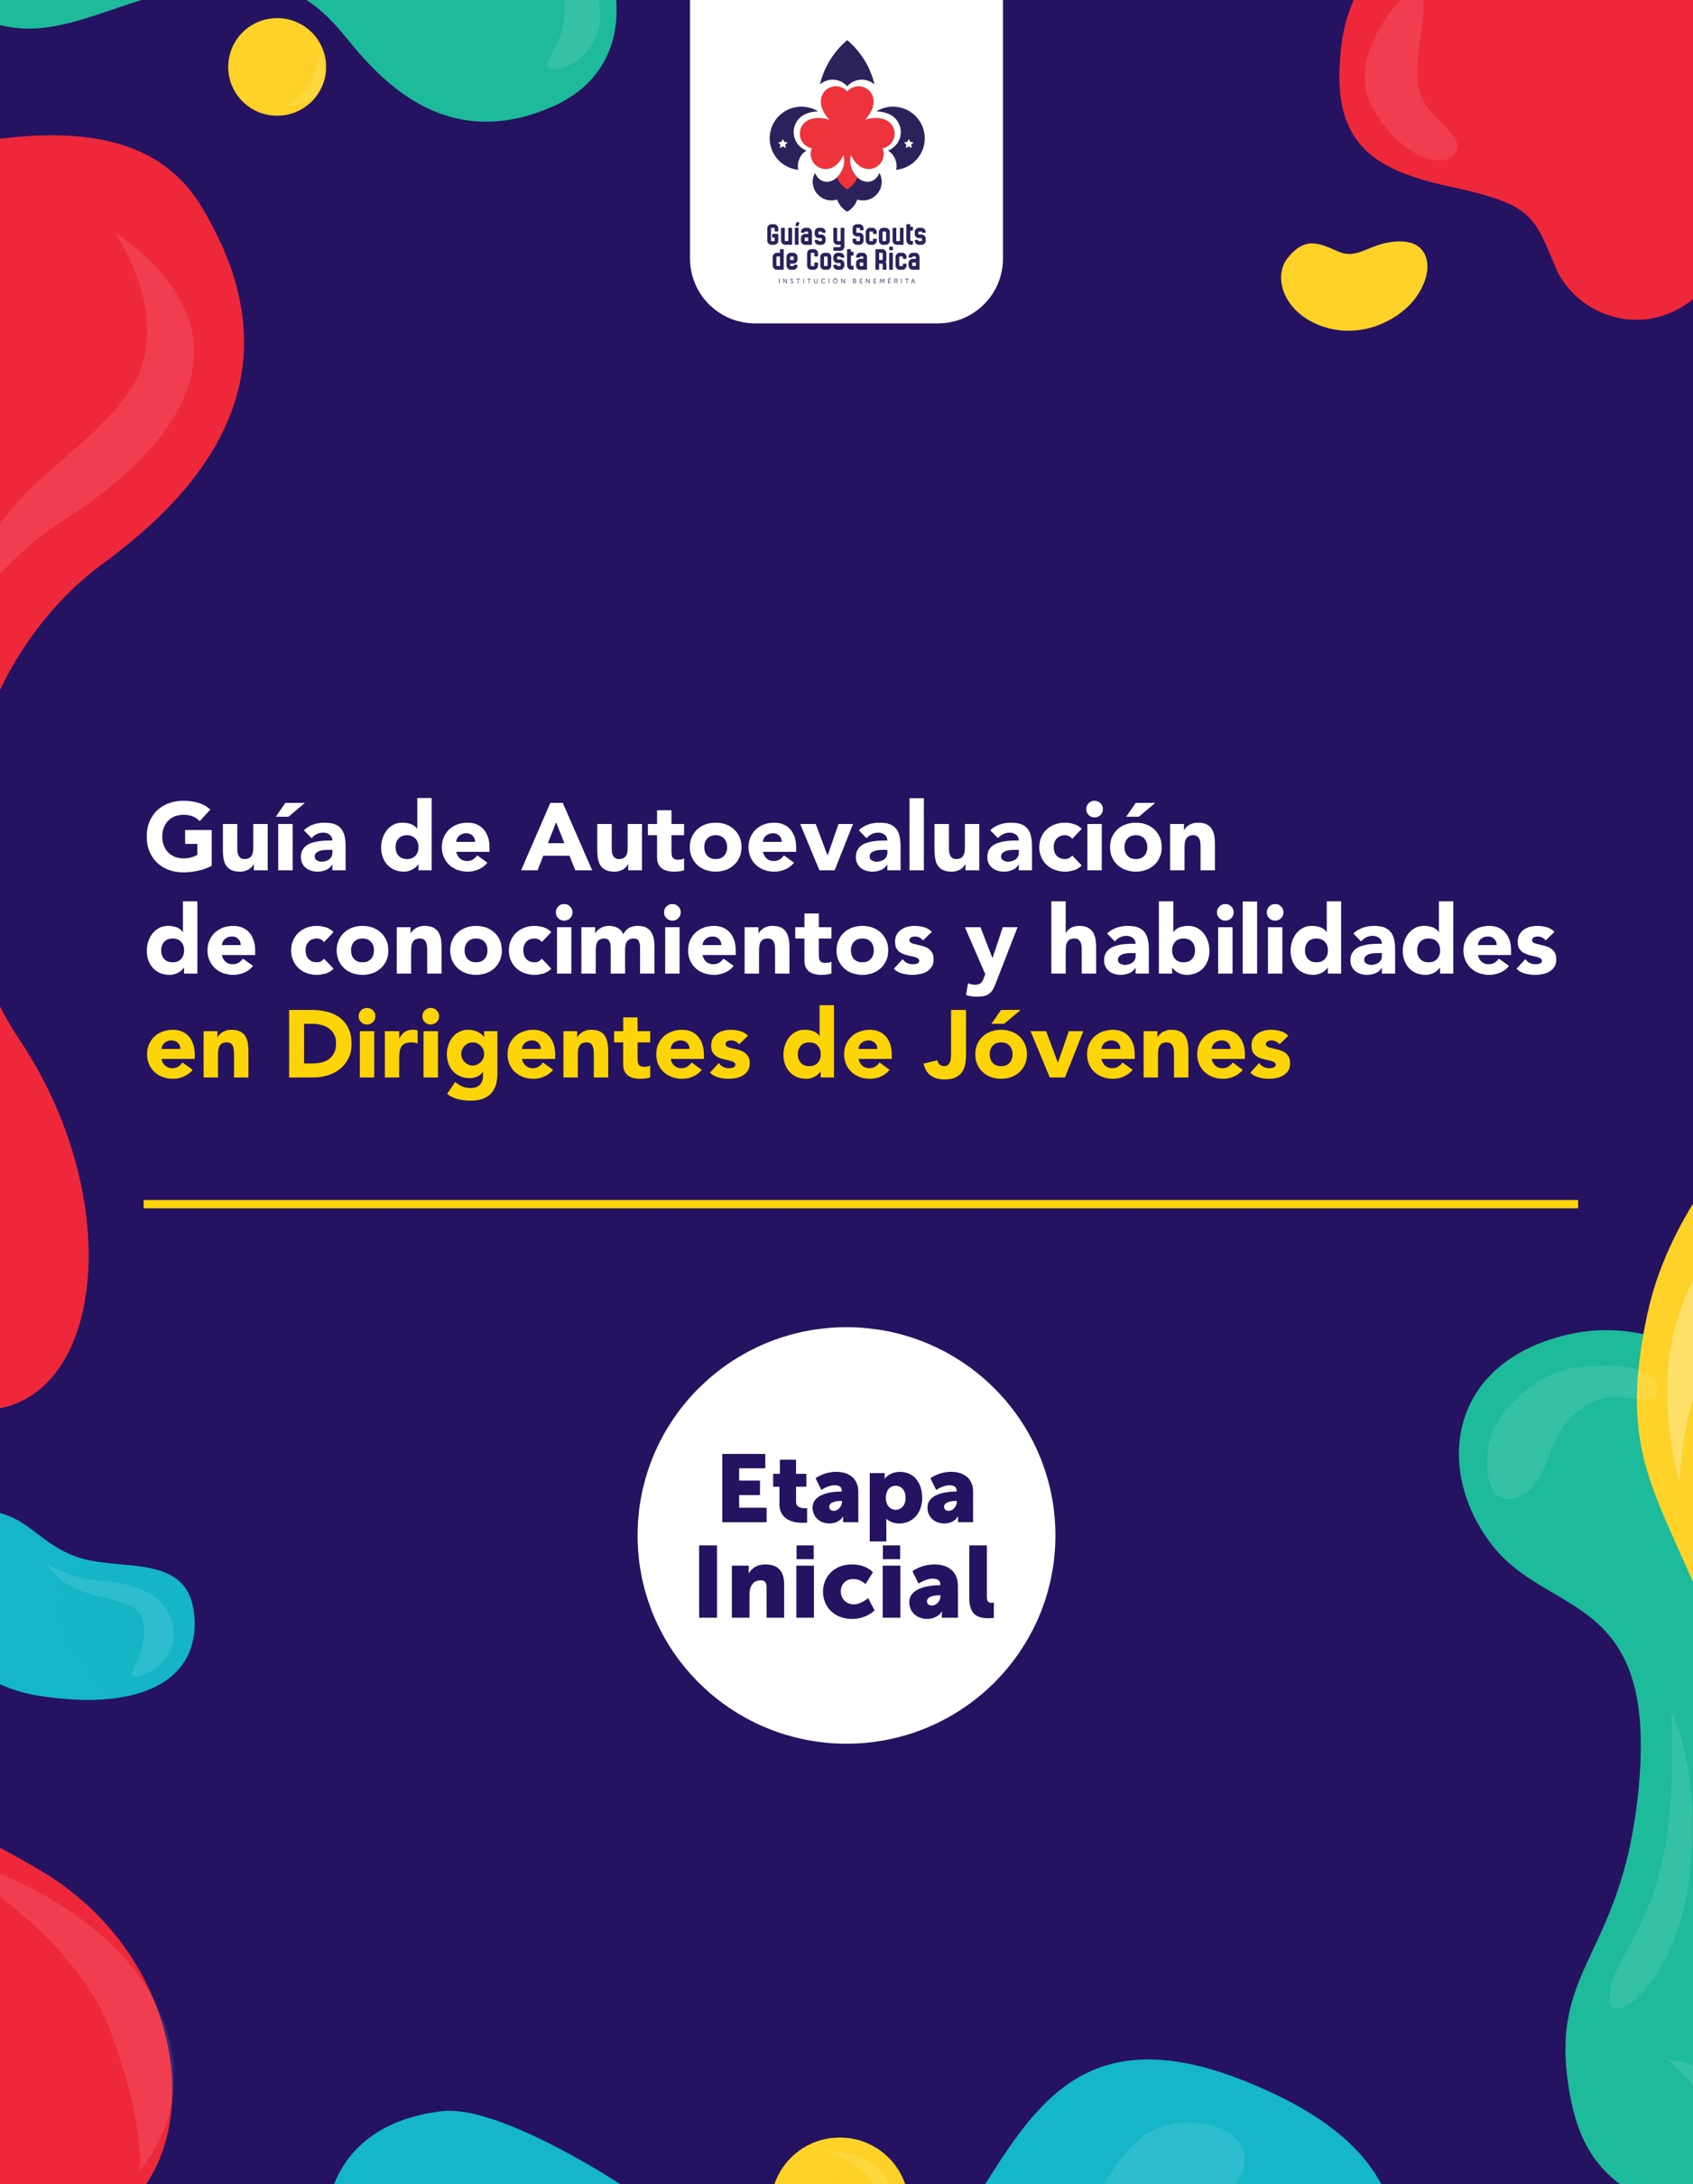 Guías y Scouts
de Costa Rica
INSTITUCIÓN BENEMÉRITA
Guía de Autoevaluación
de conocimientos y habilidades
en Dirigentes de Jóvenes
Etapa
Inicial